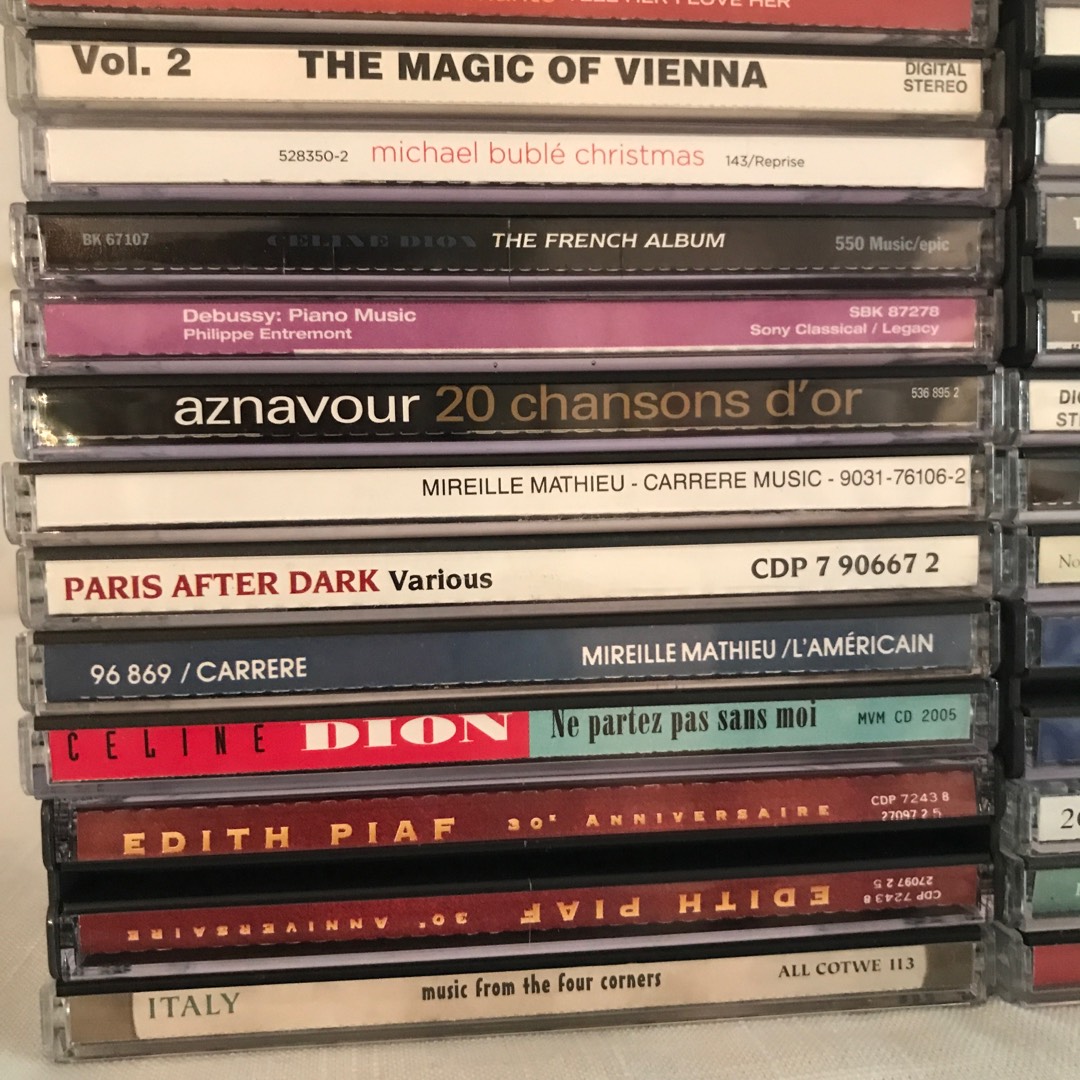 TELL HER I LOVE HER
Vol. 2 THE MAGIC OF VIENNA DIGITAL
STEREO
528350-2 michael bublé christmas 143/Reprise
BK 67107 CELINE DION THE FRENCH ALBUM 550 Music/epic
Debussy: Piano Music SBK 87278
Philippe Entremont Sony Classical / Legacy
aznavour 20 chansons d'or 536 895 2
MIREILLE MATHIEU - CARRERE MUSIC - 9031-76106-2
PARIS AFTER DARK Various CDP 7 90667 2
96 869 / CARRERE MIREILLE MATHIEU /L'AMÉRICAIN
CELINE DION Ne partez pas sans moi MVM CD 2005
EDITH PIAF 30E ANNIVERSAIRE CDP 7243 8
27097 2 5
EDITH PIAF 30E ANNIVERSAIRE CDP 7243 8
27097 2 5
ITALY music from the four corners ALL COTWE 113